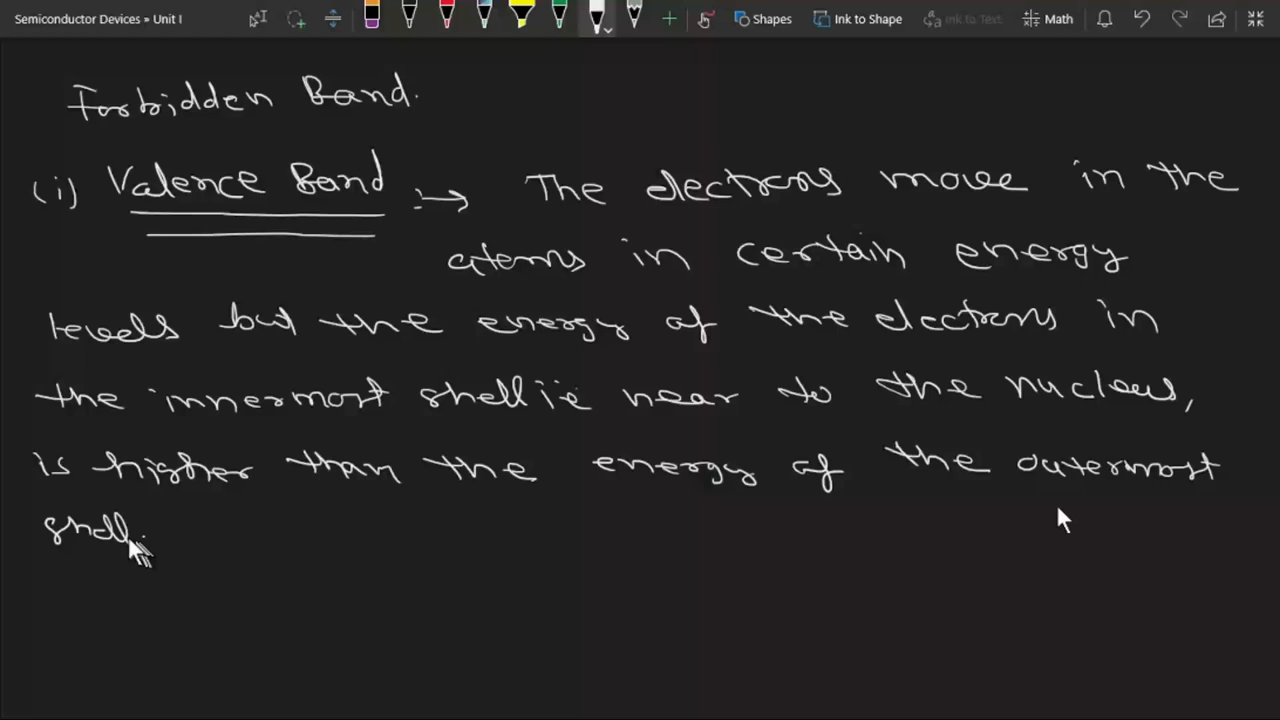 Semiconductor Devices » Unit I
Shapes
Ink to Shape
Ink to Text
Math
Forbidden Band.
(i) Valence Band :→ The electrons move in the
atoms in certain energy
levels but the energy of the electrons in
the innermost shell ie near to the nucleus,
is higher than the energy of the outermost
shell.